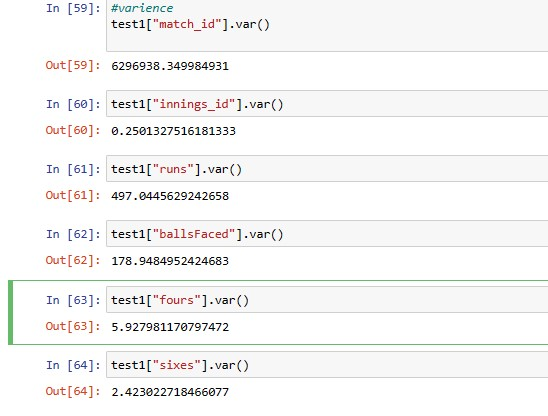 In [59]: #varience
test1["match_id"].var()
Out[59]: 6296938.349984931
In [60]: test1["innings_id"].var()
Out[60]: 0.2501327516181333
In [61]: test1["runs"].var()
Out[61]: 497.0445629242658
In [62]: test1["ballsFaced"].var()
Out[62]: 178.9484952424683
In [63]: test1["fours"].var()
Out[63]: 5.927981170797472
In [64]: test1["sixes"].var()
Out[64]: 2.423022718466077